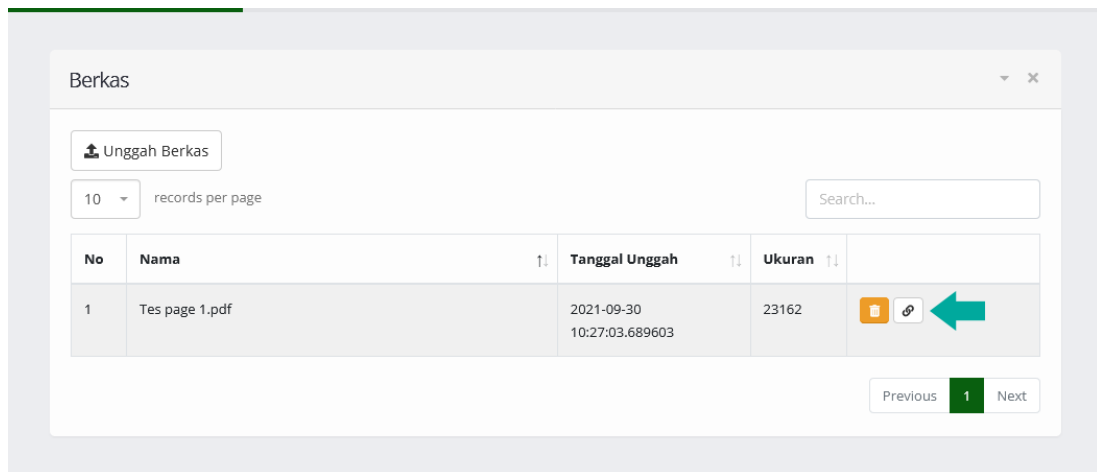 Berkas
Unggah Berkas
10 records per page
Search...
No Nama Tanggal Unggah Ukuran
1 Tes page 1.pdf 2021-09-30 23162
10:27:03.689603
Previous 1 Next